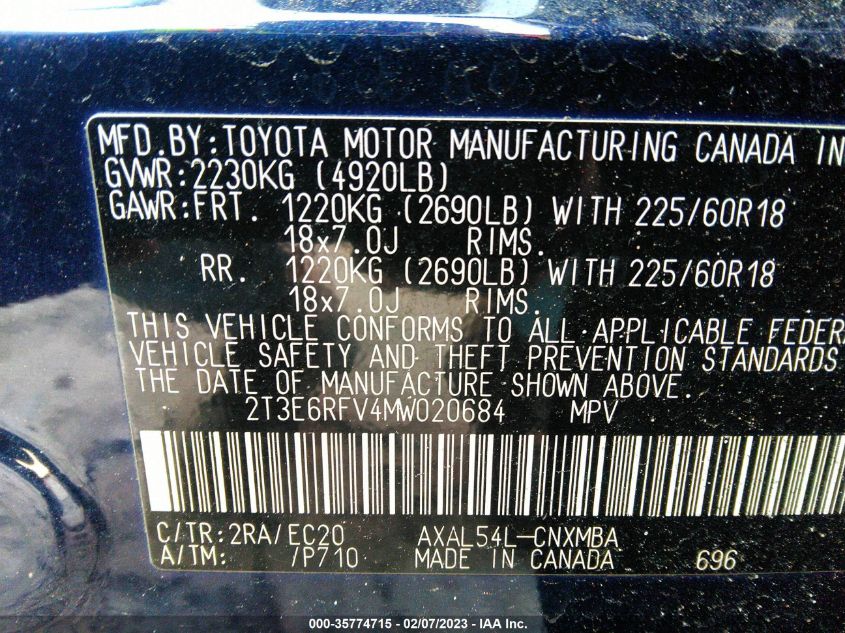 MFD.BY:TOYOTA MOTOR MANUFACTURING CANADA IN
GVWR:2230KG (4920LB)
GAWR:FRT. 1220KG (2690LB) WITH 225/60R18
18x7.0J RIMS.
RR. 1220KG (2690LB) WITH 225/60R18
18x7.0J RIMS.
THIS VEHICLE CONFORMS TO ALL APPLICABLE FEDERA
VEHICLE SAFETY AND THEFT PREVENTION STANDARDS
THE DATE OF MANUFACTURE SHOWN ABOVE.
2T3E6RFV4MW020684 MPV
C/TR:2RA/EC20 AXAL54L-CNXMBA
A/TM: /P710 MADE IN CANADA 696
000-35774715 - 02/07/2023 - IAA Inc.